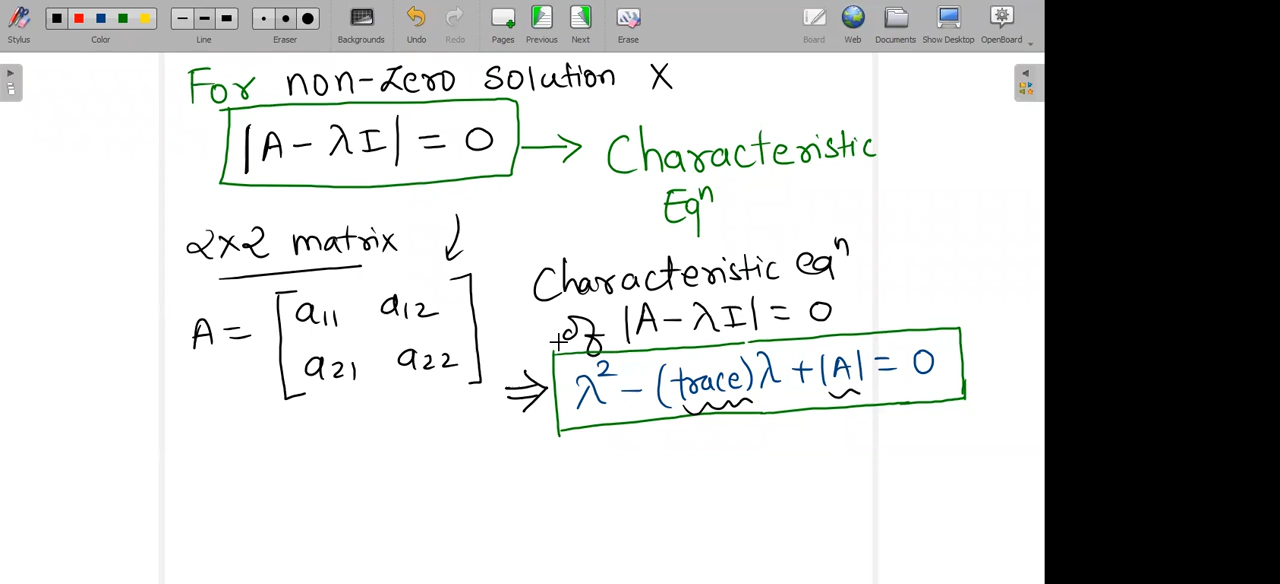 Stylus Color Line Eraser Backgrounds Undo Redo Pages Previous Next Erase Board Web Documents Show Desktop OpenBoard
For non-zero solution X
|A - λI| = 0 → Characteristic
Eqⁿ
2x2 matrix ↓
Characteristic eqⁿ
of |A - λI| = 0
A = [a11 a12
a21 a22]
⇒ λ² - (trace)λ + |A| = 0